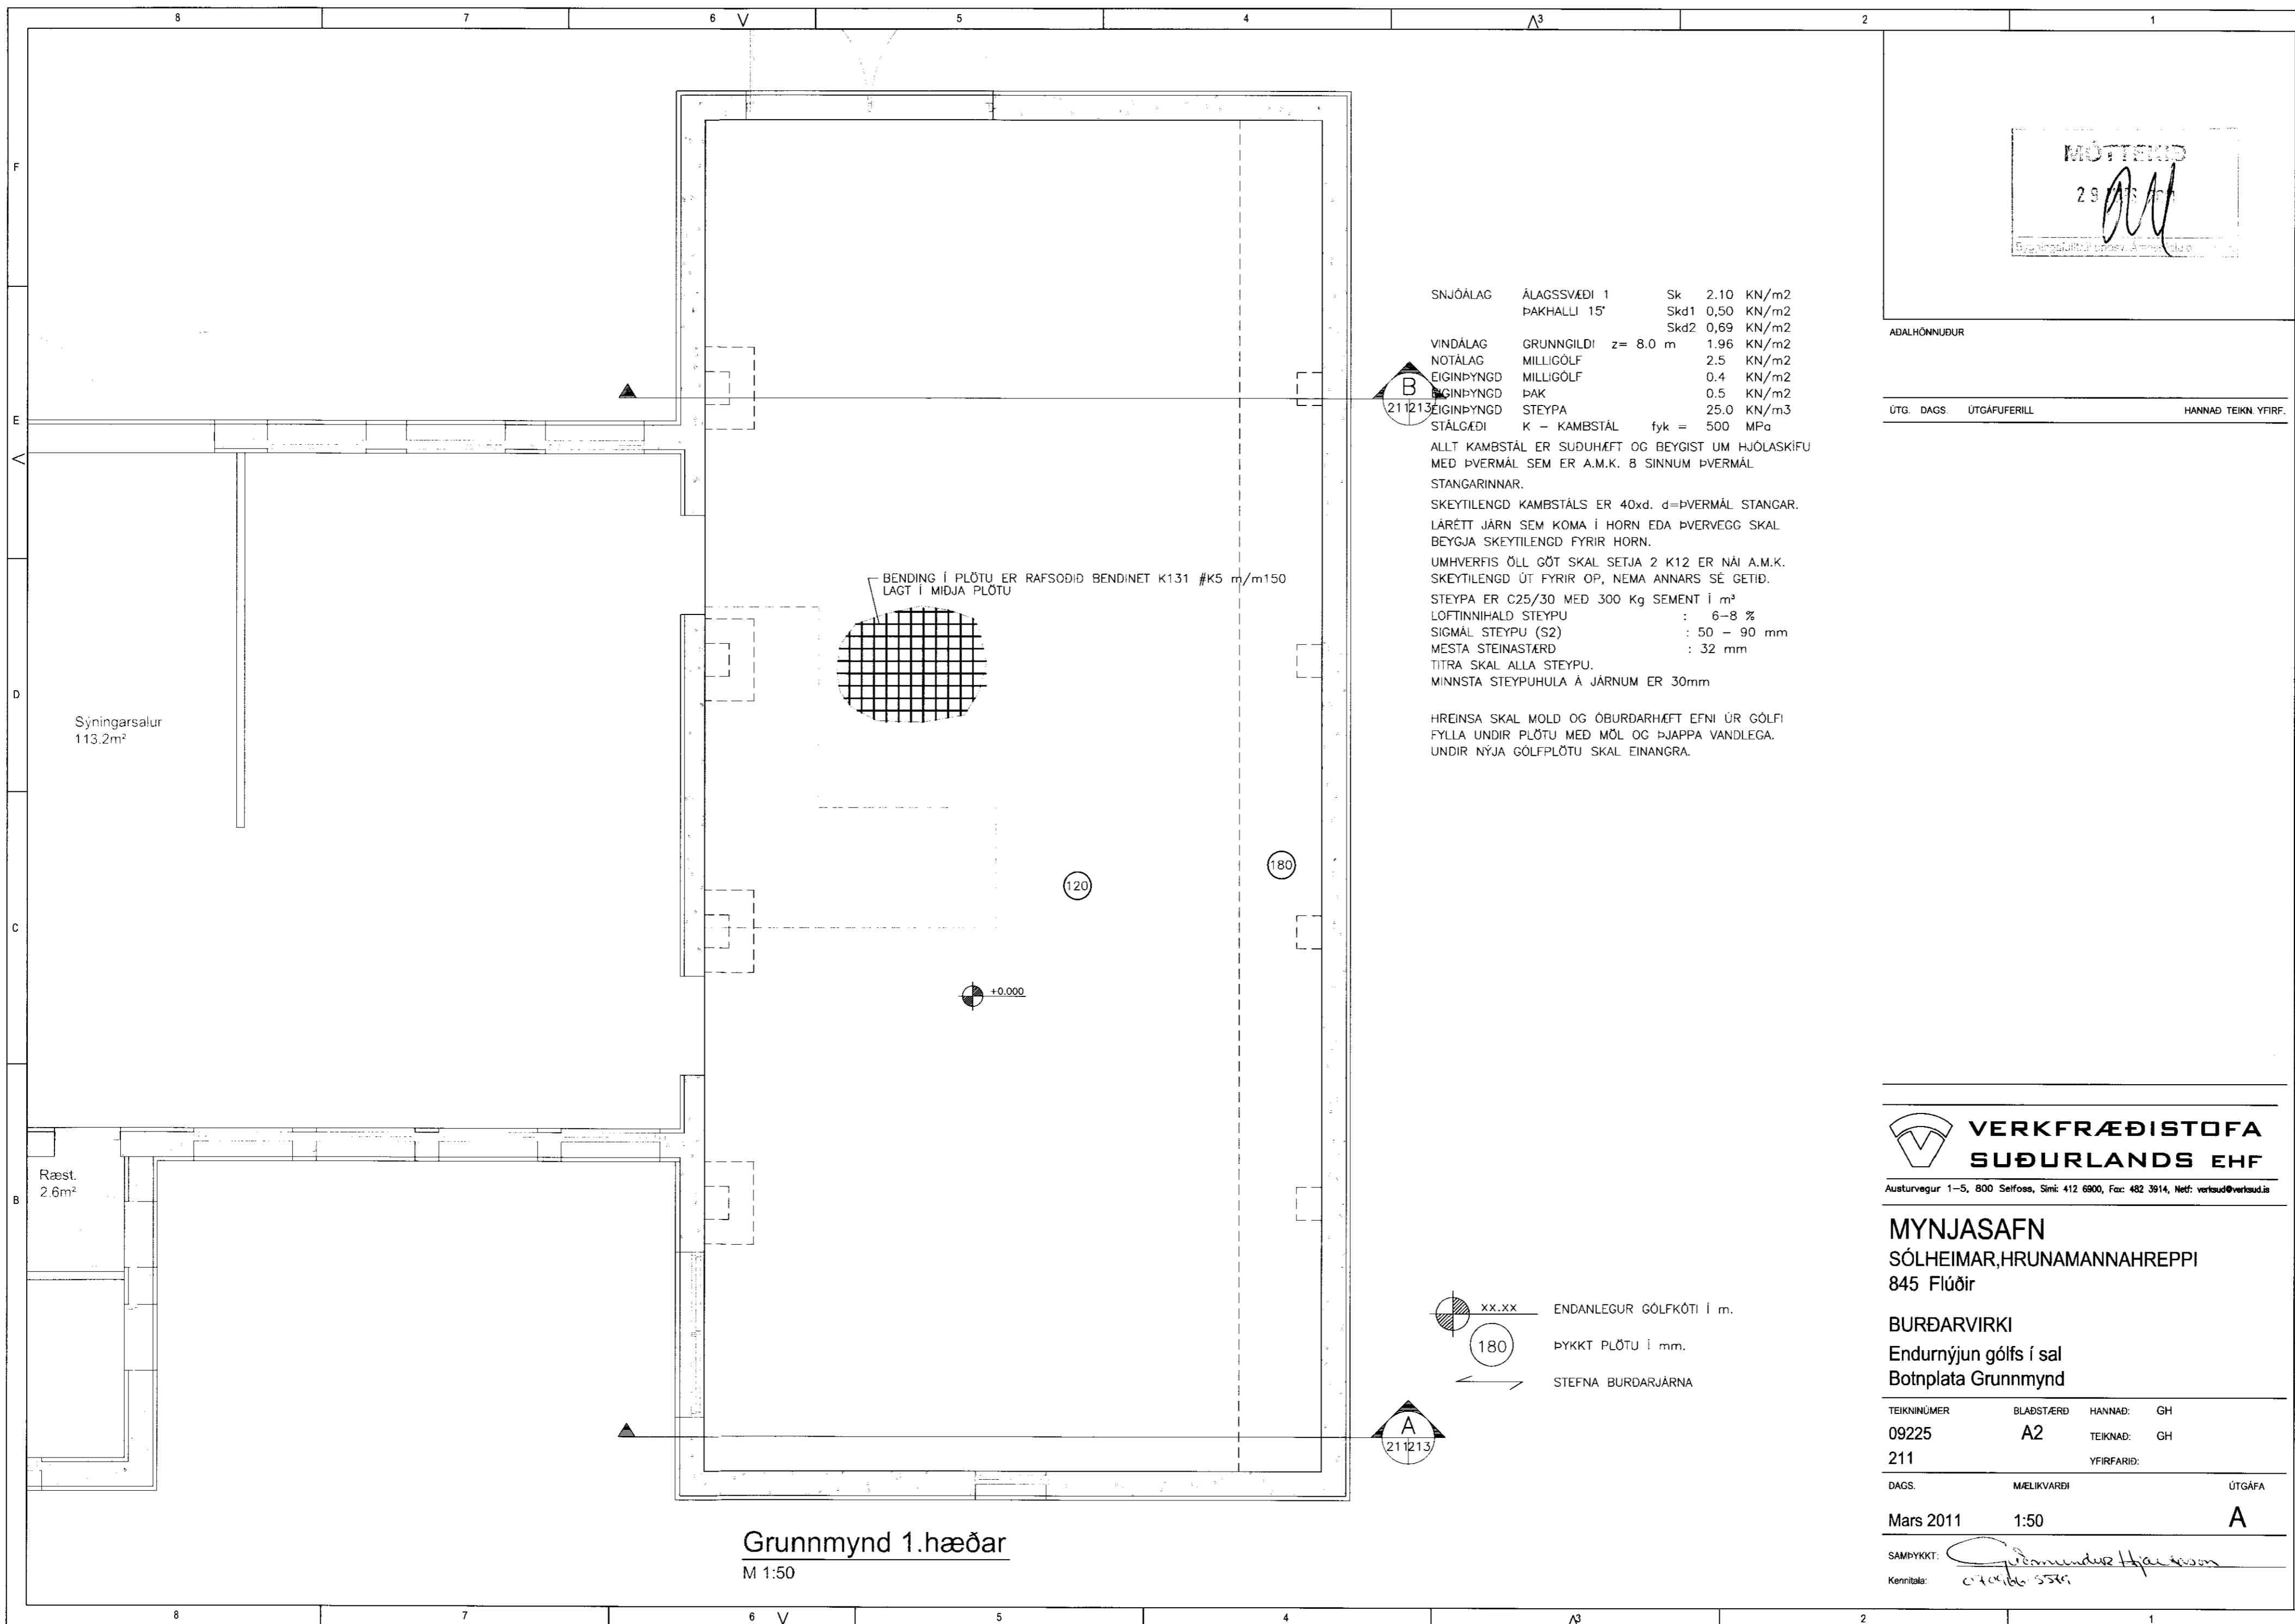 8 7 6 5 4 3 2 1
F
E
D
C
B
MÓTTEKIÐ
29
SNJÓÁLAG ÁLAGSSVÆÐI 1 Sk 2.10 KN/m2
ÞAKHALLI 15° Skd1 0,50 KN/m2
Skd2 0,69 KN/m2
VINDÁLAG GRUNNGILDI z= 8.0 m 1.96 KN/m2
NOTÁLAG MILLIGÓLF 2.5 KN/m2
EIGINÞYNGD MILLIGÓLF 0.4 KN/m2
EIGINÞYNGD ÞAK 0.5 KN/m2
EIGINÞYNGD STEYPA 25.0 KN/m3
STÁLGÆÐI K – KAMBSTÁL fyk = 500 MPa
ALLT KAMBSTÁL ER SUÐUHÆFT OG BEYGIST UM HJÓLASKÍFU
MEÐ ÞVERMÁL SEM ER A.M.K. 8 SINNUM ÞVERMÁL
STANGARINNAR.
SKEYTILENGD KAMBSTÁLS ER 40xd. d=ÞVERMÁL STANGAR.
LÁRÉTT JÁRN SEM KOMA Í HORN EÐA ÞVERVEGG SKAL
BEYGJA SKEYTILENGD FYRIR HORN.
UMHVERFIS ÖLL GÖT SKAL SETJA 2 K12 ER NÁI A.M.K.
SKEYTILENGD ÚT FYRIR OP, NEMA ANNARS SÉ GETIÐ.
STEYPA ER C25/30 MEÐ 300 Kg SEMENT Í m³
LOFTINNIHALD STEYPU : 6–8 %
SIGMÁL STEYPU (S2) : 50 – 90 mm
MESTA STEINASTÆRÐ : 32 mm
TITRA SKAL ALLA STEYPU.
MINNSTA STEYPUHULA Á JÁRNUM ER 30mm
HREINSA SKAL MOLD OG ÓBURÐARHÆFT EFNI ÚR GÓLFI
FYLLA UNDIR PLÖTU MEÐ MÖL OG ÞJAPPA VANDLEGA.
UNDIR NÝJA GÓLFPLÖTU SKAL EINANGRA.
B
211213
BENDING Í PLÖTU ER RAFSOÐIÐ BENDINET K131 #K5 m/m150
LAGT Í MIÐJA PLÖTU
Sýningarsalur
113.2m²
120
180
+0.000
Ræst.
2.6m²
xx.xx ENDANLEGUR GÓLFKÓTI Í m.
180 ÞYKKT PLÖTU Í mm.
STEFNA BURÐARJÁRNA
A
211213
Grunnmynd 1.hæðar
M 1:50
AÐALHÖNNUÐUR
ÚTG. DAGS. ÚTGÁFUFERILL HANNAÐ TEIKN. YFIRF.
VERKFRÆÐISTOFA
SUÐURLANDS EHF
Austurvegur 1–5, 800 Selfoss, Sími: 412 6900, Fax: 482 3914, Netf: verksud@verksud.is
MYNJASAFN
SÓLHEIMAR,HRUNAMANNAHREPPI
845 Flúðir
BURÐARVIRKI
Endurnýjun gólfs í sal
Botnplata Grunnmynd
TEIKNINÚMER BLAÐSTÆRÐ HANNAÐ: GH
09225 A2 TEIKNAÐ: GH
211 YFIRFARIÐ:
DAGS. MÆLIKVARÐI ÚTGÁFA
Mars 2011 1:50 A
SAMÞYKKT:
Kennitala:
8 7 6 5 4 3 2 1